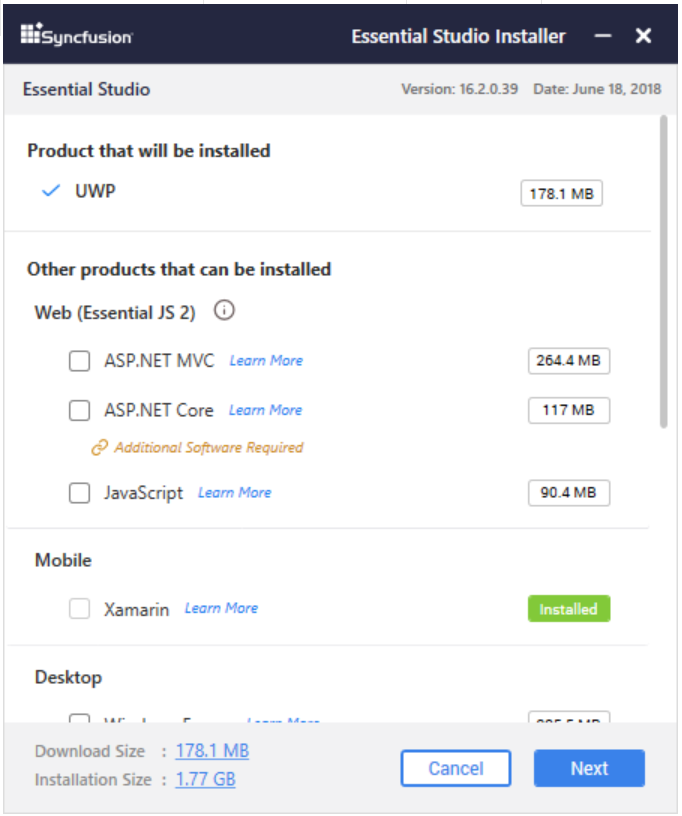 Syncfusion Essential Studio Installer
Essential Studio Version: 16.2.0.39 Date: June 18, 2018
Product that will be installed
UWP 178.1 MB
Other products that can be installed
Web (Essential JS 2)
ASP.NET MVC Learn More 264.4 MB
ASP.NET Core Learn More 117 MB
Additional Software Required
JavaScript Learn More 90.4 MB
Mobile
Xamarin Learn More Installed
Desktop
Learn More
Download Size : 178.1 MB
Installation Size : 1.77 GB
Cancel Next